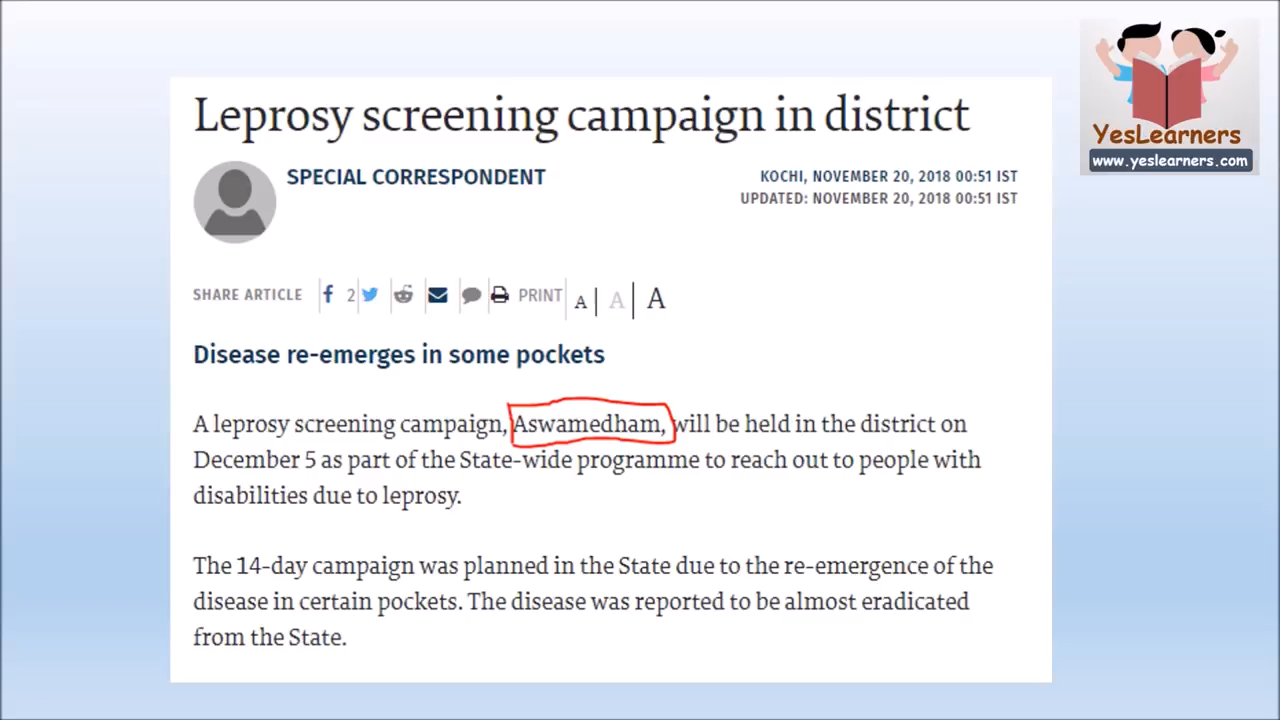 Leprosy screening campaign in district
SPECIAL CORRESPONDENT
KOCHI, NOVEMBER 20, 2018 00:51 IST
UPDATED: NOVEMBER 20, 2018 00:51 IST
SHARE ARTICLE 2 PRINT A A A
Disease re-emerges in some pockets
A leprosy screening campaign, Aswamedham, will be held in the district on
December 5 as part of the State-wide programme to reach out to people with
disabilities due to leprosy.
The 14-day campaign was planned in the State due to the re-emergence of the
disease in certain pockets. The disease was reported to be almost eradicated
from the State.
YesLearners
www.yeslearners.com